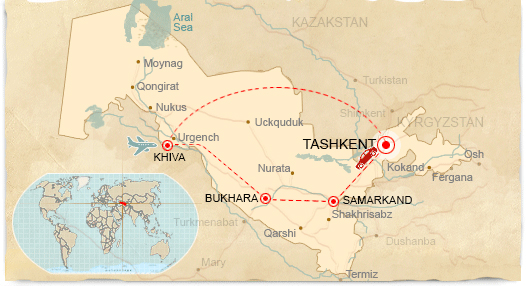 KAZAKHSTAN
Aral
Sea
Moynag
Qongirat
Turkistan
Nukus
Shimkent
KYRGYZSTAN
Uckquduk
Urgench
TASHKENT
KHIVA
Osh
Kokand
Fergana
Nurata
BUKHARA
SAMARKAND
Shakhrisabz
Turkmenabat
Qarshi
Dushanba
Mary
Termiz